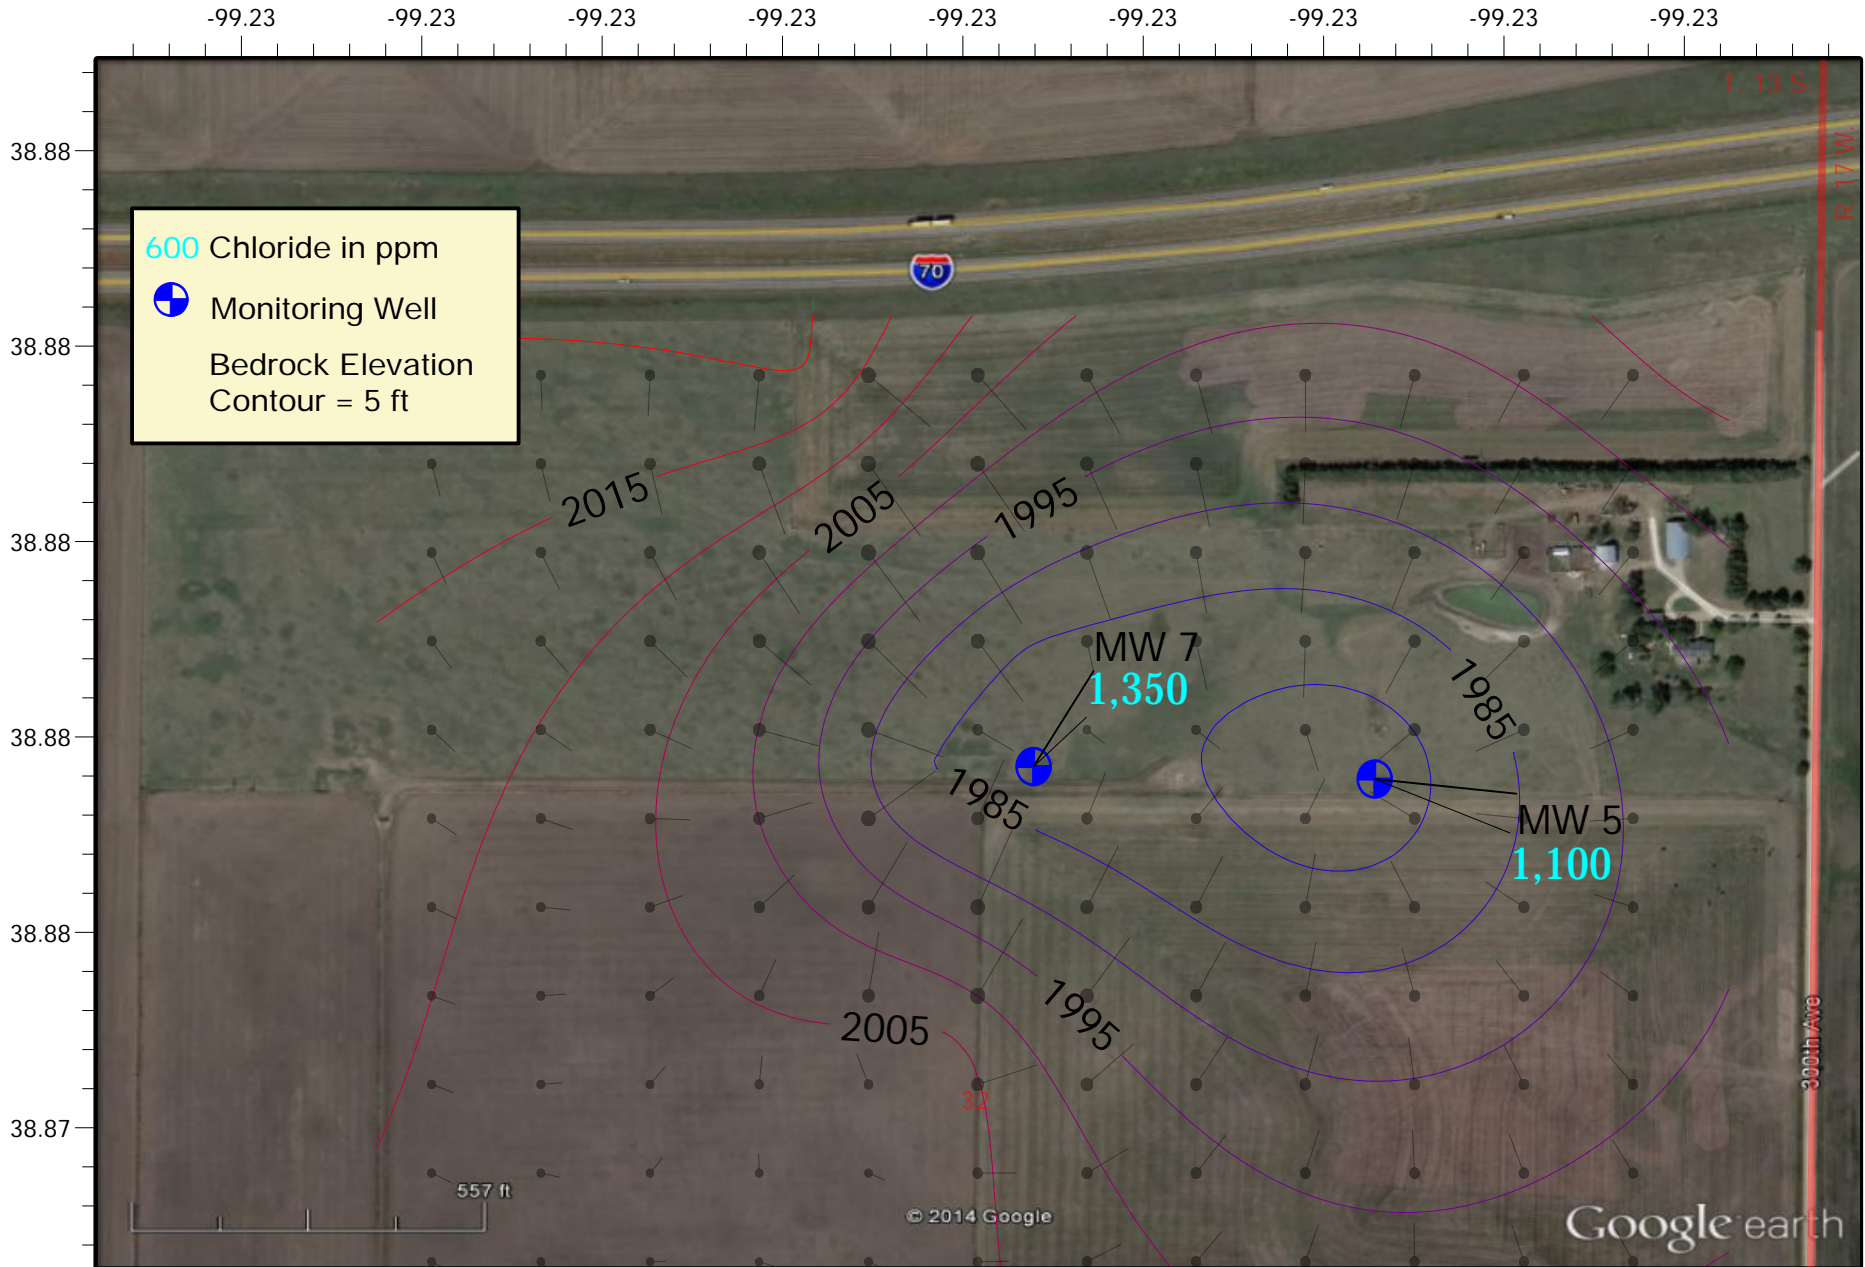 -99.23 -99.23 -99.23 -99.23 -99.23 -99.23 -99.23 -99.23 -99.23
T. 13 S.
R. 17 W.
38.88
38.88
38.88
38.88
38.88
38.87
600 Chloride in ppm
Monitoring Well
Bedrock Elevation
Contour = 5 ft
70
2015
2005
1995
MW 7
1,350
1985
1985
MW 5
1,100
2005
1995
32
300th Ave
557 ft
© 2014 Google
Google earth